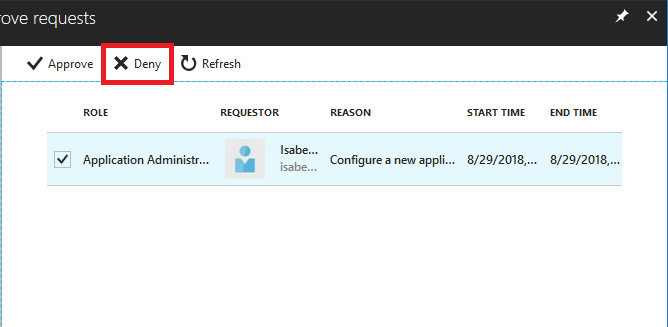 ove requests
Approve Deny Refresh
ROLE REQUESTOR REASON START TIME END TIME
Application Administr... Isabe... Configure a new appli... 8/29/2018,... 8/29/2018,...
isabe...